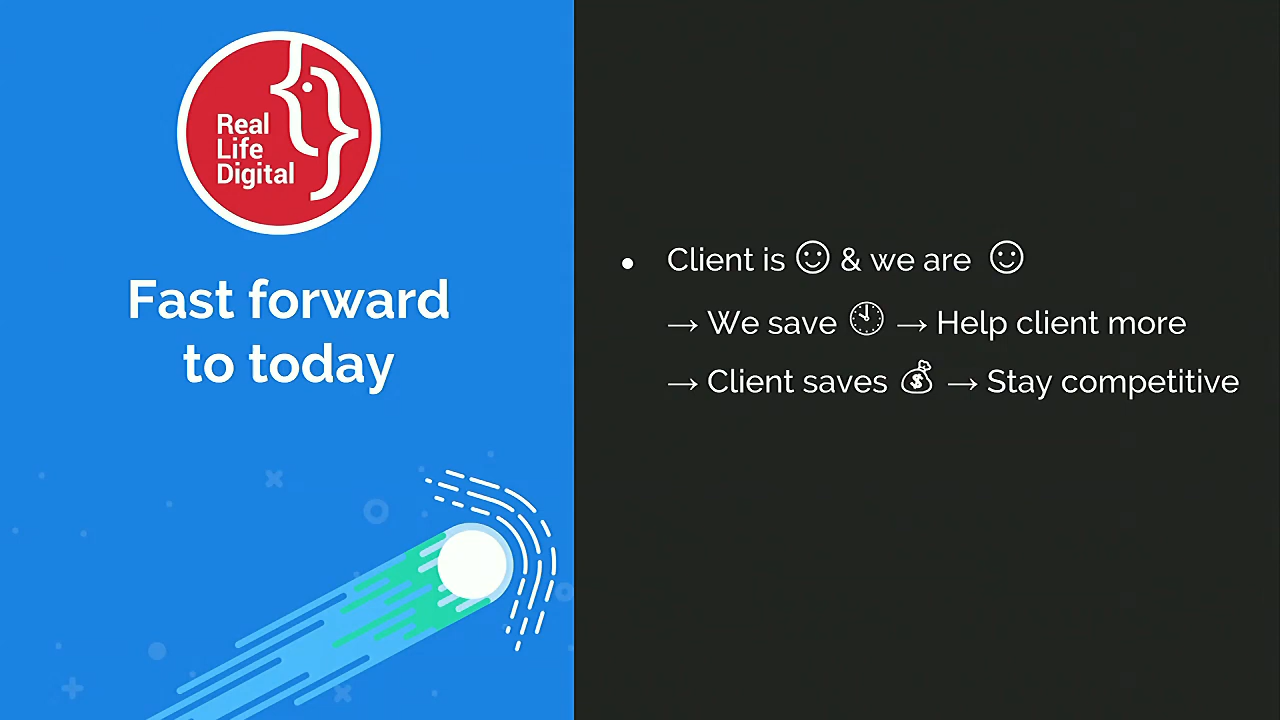 Real
Life
Digital
Fast forward
to today
• Client is ☺ & we are ☺
→ We save 🕙 → Help client more
→ Client saves 💰 → Stay competitive